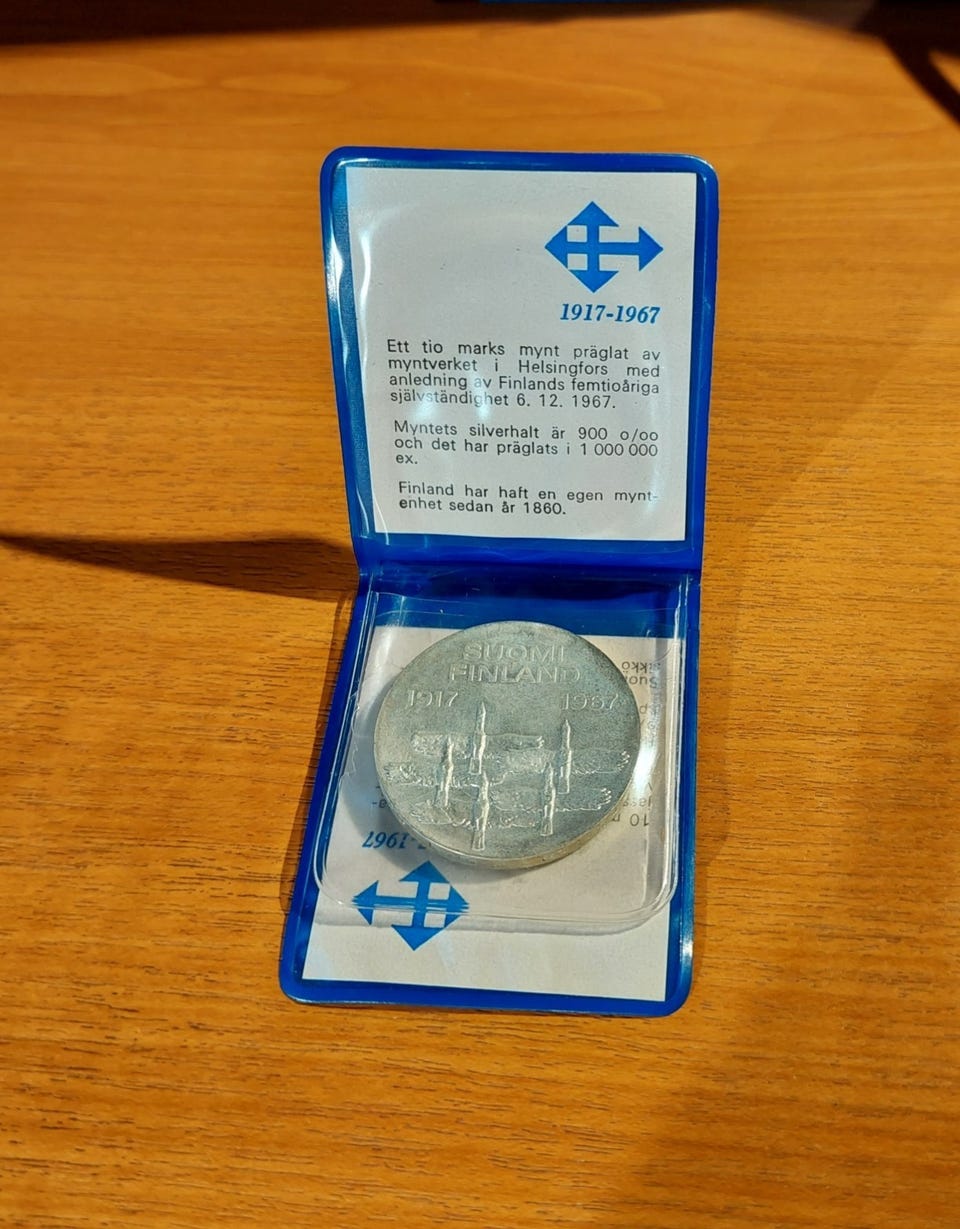 1917-1967
Ett tio marks mynt präglat av
myntverket i Helsingfors med
anledning av Finlands femtioåriga
självständighet 6. 12. 1967.
Myntets silverhalt är 900 o/oo
och det har präglats i 1 000 000
ex.
Finland har haft en egen mynt-
enhet sedan år 1860.
SUOMI
FINLAND
1917 1967
10
1967